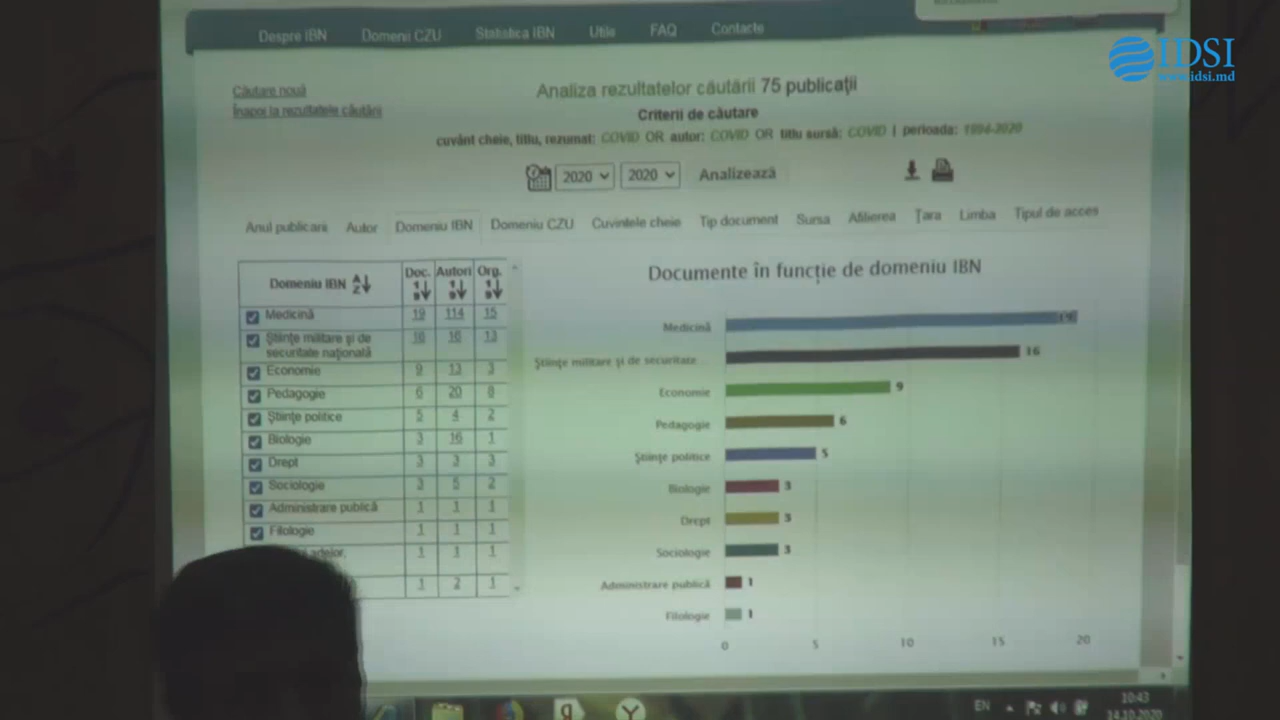 IDSI
www.idsi.md
Despre IBN Domenii CZU Statistica IBN Utile FAQ Contacte
Căutare nouă
Înapoi la rezultatele căutării
Analiza rezultatelor căutării 75 publicații
Criterii de căutare
cuvânt cheie, titlu, rezumat: COVID OR autor: COVID OR titlu sursă: COVID | perioada: 1994-2020
2020 2020 Analizează
Anul publicarii Autor Domeniu IBN Domeniu CZU Cuvintele cheie Tip document Sursa Afilierea Țara Limba Tipul de acces
Domeniu IBN Doc. Autori Org.
Medicină 19 114 15
Științe militare și de securitate națională 16 16 13
Economie 9 13 3
Pedagogie 6 20 8
Științe politice 5 4 2
Biologie 3 16 1
Drept 3 3 3
Sociologie 3 5 2
Administrare publică 1 1 1
Filologie 1 1 1
artelor, 1 1 1
1 2 1
Documente în funcție de domeniu IBN
Medicină 19
Științe militare și de securitate 16
Economie 9
Pedagogie 6
Științe politice 5
Biologie 3
Drept 3
Sociologie 3
Administrare publică 1
Filologie 1
0 5 10 15 20
EN 10:43
14.10.2020